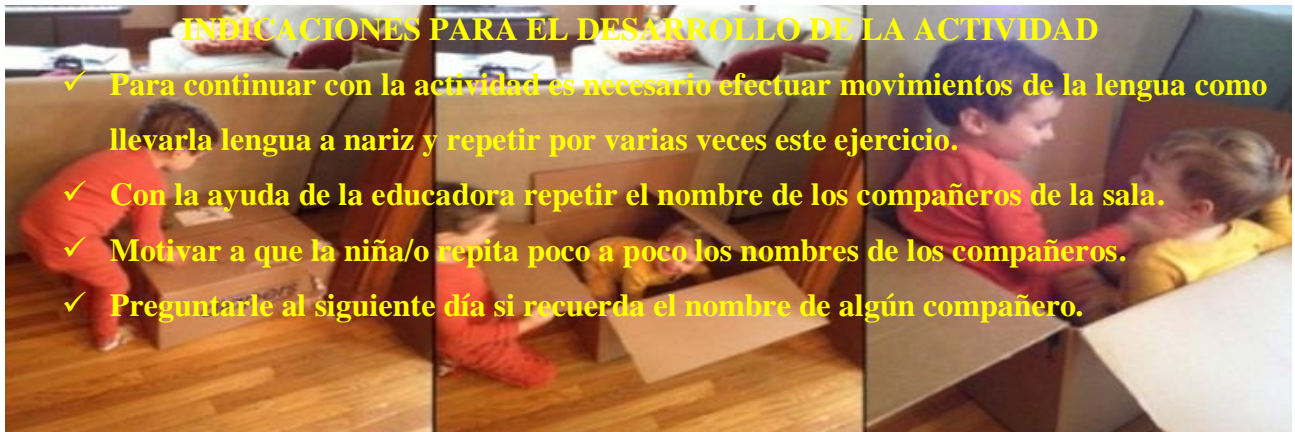 INDICACIONES PARA EL DESARROLLO DE LA ACTIVIDAD
✓ Para continuar con la actividad es necesario efectuar movimientos de la lengua como
llevarla lengua a nariz y repetir por varias veces este ejercicio.
✓ Con la ayuda de la educadora repetir el nombre de los compañeros de la sala.
✓ Motivar a que la niña/o repita poco a poco los nombres de los compañeros.
✓ Preguntarle al siguiente día si recuerda el nombre de algún compañero.